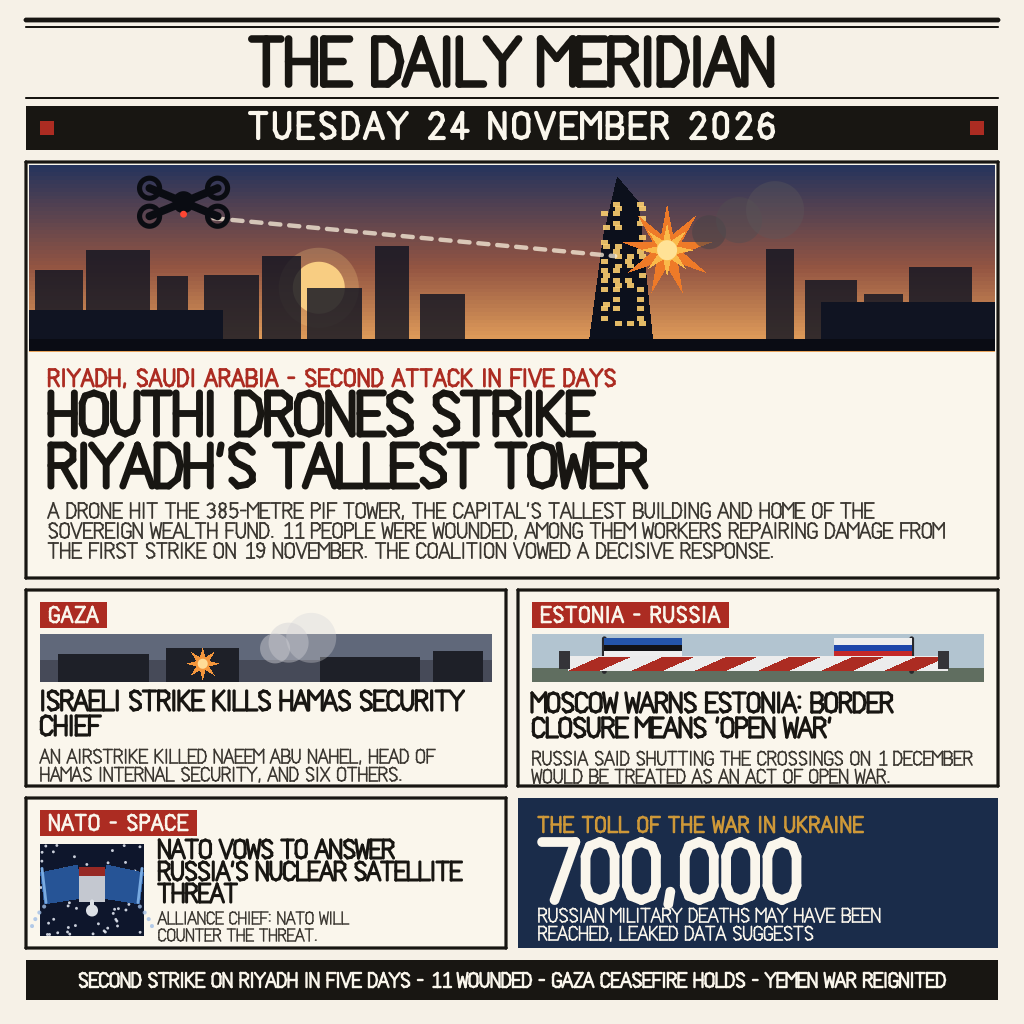 THE DAILY MERIDIAN
TUESDAY 24 NOVEMBER 2026
RIYADH, SAUDI ARABIA - SECOND ATTACK IN FIVE DAYS
HOUTHI DRONES STRIKE
RIYADH'S TALLEST TOWER
A DRONE HIT THE 385-METRE PIF TOWER, THE CAPITAL'S TALLEST BUILDING AND HOME OF THE
SOVEREIGN WEALTH FUND. 11 PEOPLE WERE WOUNDED, AMONG THEM WORKERS REPAIRING DAMAGE FROM
THE FIRST STRIKE ON 19 NOVEMBER. THE COALITION VOWED A DECISIVE RESPONSE.
GAZA
ISRAELI STRIKE KILLS HAMAS SECURITY
CHIEF
AN AIRSTRIKE KILLED NAEEM ABU NAHEL, HEAD OF
HAMAS INTERNAL SECURITY, AND SIX OTHERS.
ESTONIA - RUSSIA
MOSCOW WARNS ESTONIA: BORDER
CLOSURE MEANS 'OPEN WAR'
RUSSIA SAID SHUTTING THE CROSSINGS ON 1 DECEMBER
WOULD BE TREATED AS AN ACT OF OPEN WAR.
NATO - SPACE
NATO VOWS TO ANSWER
RUSSIA'S NUCLEAR SATELLITE
THREAT
ALLIANCE CHIEF: NATO WILL
COUNTER THE THREAT.
THE TOLL OF THE WAR IN UKRAINE
700,000
RUSSIAN MILITARY DEATHS MAY HAVE BEEN
REACHED, LEAKED DATA SUGGESTS
SECOND STRIKE ON RIYADH IN FIVE DAYS - 11 WOUNDED - GAZA CEASEFIRE HOLDS - YEMEN WAR REIGNITED